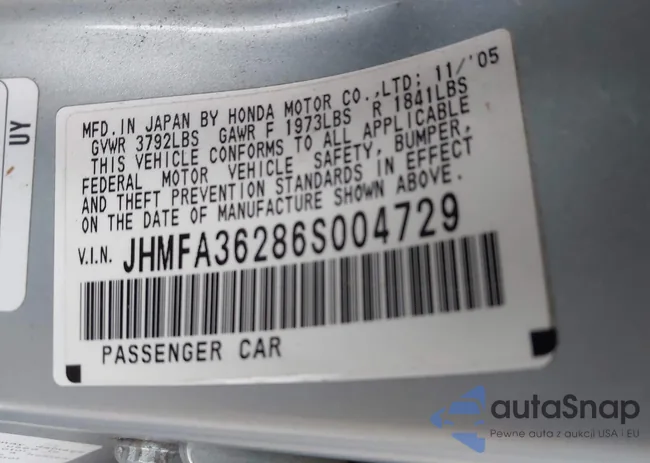 MFD. IN JAPAN BY HONDA MOTOR CO.,LTD; 11/'05
GVWR 3792LBS GAWR F 1973LBS R 1841LBS
THIS VEHICLE CONFORMS TO ALL APPLICABLE
FEDERAL MOTOR VEHICLE SAFETY, BUMPER,
AND THEFT PREVENTION STANDARDS IN EFFECT
ON THE DATE OF MANUFACTURE SHOWN ABOVE.
V.I.N. JHMFA36286S004729
PASSENGER CAR
UY
autaSnap
Pewne auta z aukcji USA i EU